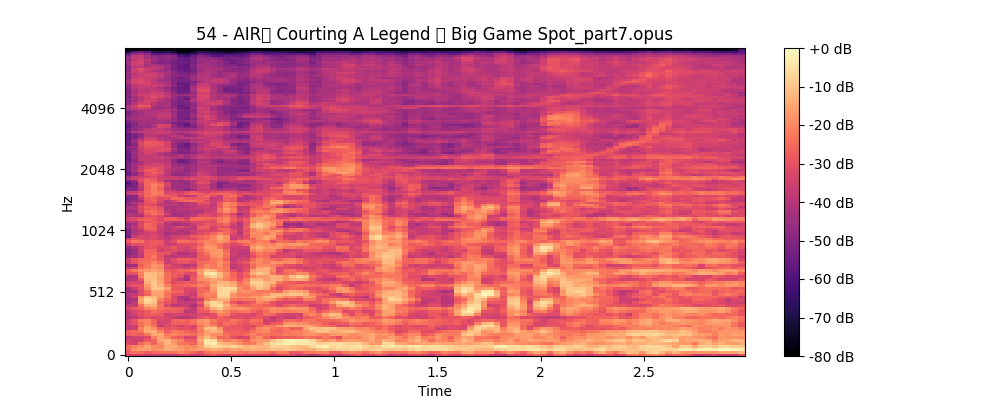 54 - AIR▯ Courting A Legend ▯ Big Game Spot_part7.opus
Hz
4096
2048
1024
512
0
0 0.5 1 1.5 2 2.5
Time
+0 dB
-10 dB
-20 dB
-30 dB
-40 dB
-50 dB
-60 dB
-70 dB
-80 dB